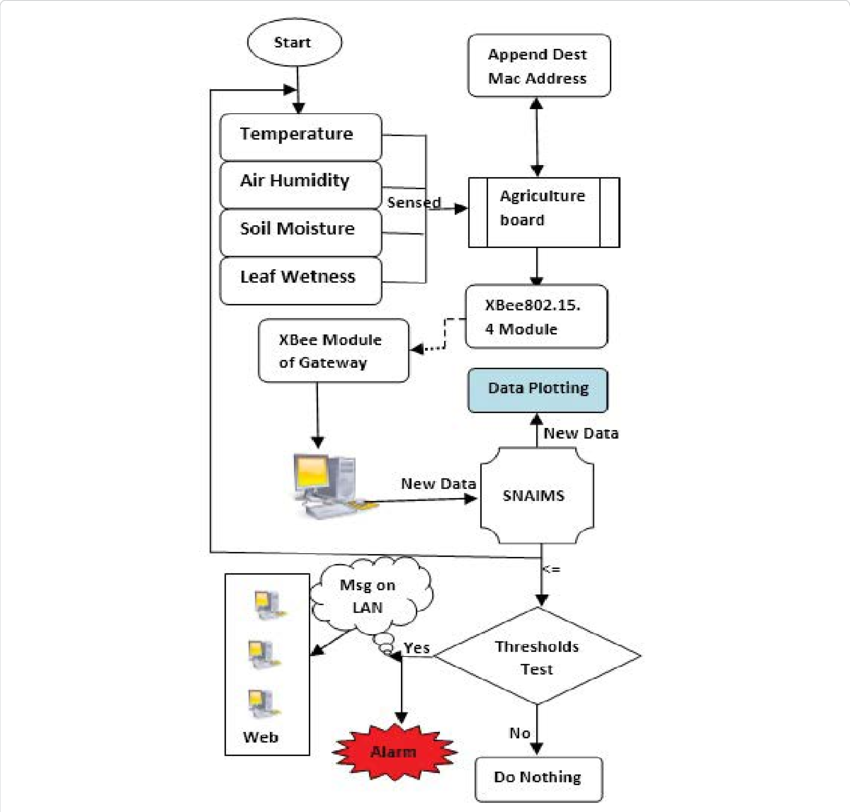 Start
Append Dest
Mac Address
Temperature
Air Humidity
Sensed
Agriculture
board
Soil Moisture
Leaf Wetness
XBee802.15.
4 Module
XBee Module
of Gateway
Data Plotting
New Data
New Data
SNAIMS
<=
Msg on
LAN
Thresholds
Test
Yes
Web
Alarm
No
Do Nothing